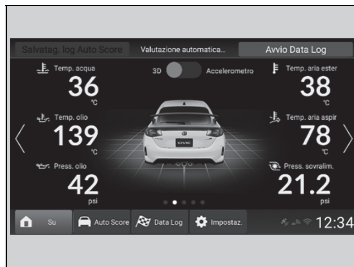 Salvatag. log Auto Score
Valutazione automatica...
Avvio Data Log
Temp. acqua
36
°C
3D
Accelerometro
Temp. aria ester
38
°C
Temp. olio
139
°C
Temp. aria aspir
78
°C
Press. olio
42
psi
Press. sovralim.
21.2
psi
Su
Auto Score
Data Log
Impostaz.
12:34